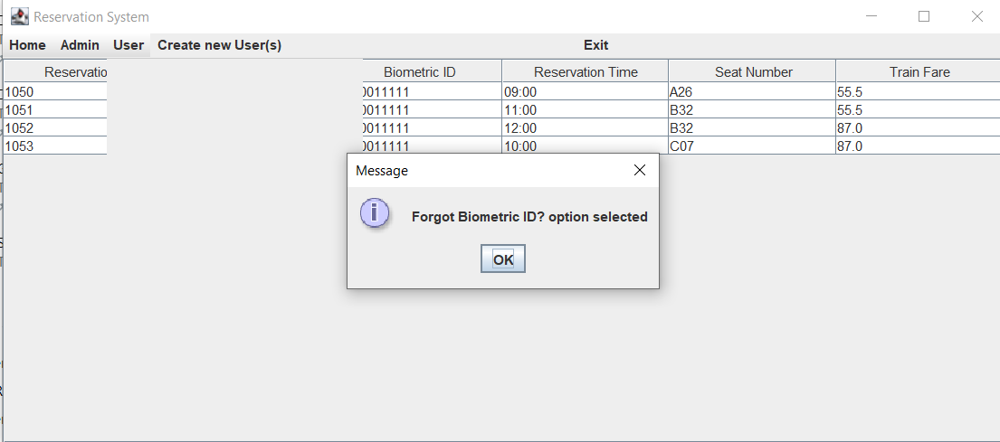 Reservation System
Home Admin User Create new User(s) Exit
Biometric ID Reservation Time Seat Number Train Fare
1050 0011111 09:00 A26 55.5
1051 0011111 11:00 B32 55.5
1052 0011111 12:00 B32 87.0
1053 0011111 10:00 C07 87.0
Message
Forgot Biometric ID? option selected
OK